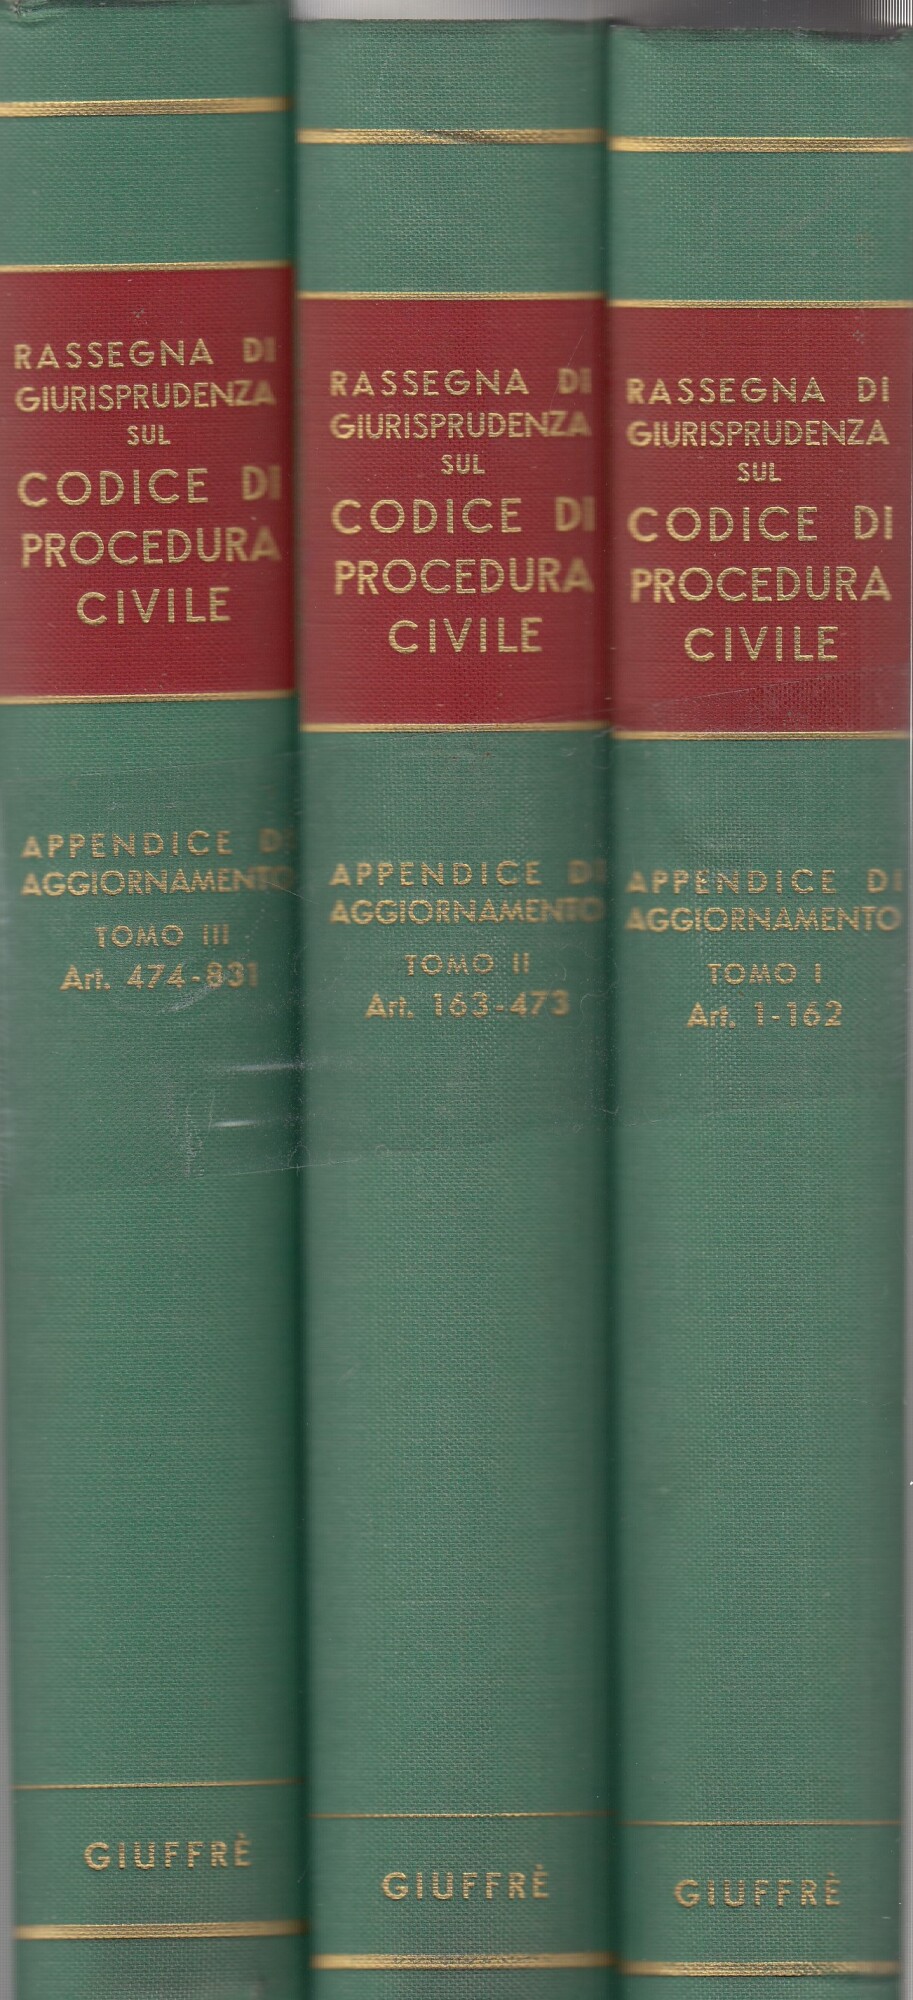 RASSEGNA DI
GIURISPRUDENZA
SUL
CODICE DI
PROCEDURA
CIVILE
APPENDICE DI
AGGIORNAMENTO
TOMO III
Art. 474-831
GIUFFRÈ
RASSEGNA DI
GIURISPRUDENZA
SUL
CODICE DI
PROCEDURA
CIVILE
APPENDICE DI
AGGIORNAMENTO
TOMO II
Art. 163-473
GIUFFRÈ
RASSEGNA DI
GIURISPRUDENZA
SUL
CODICE DI
PROCEDURA
CIVILE
APPENDICE DI
AGGIORNAMENTO
TOMO I
Art. 1-162
GIUFFRÈ